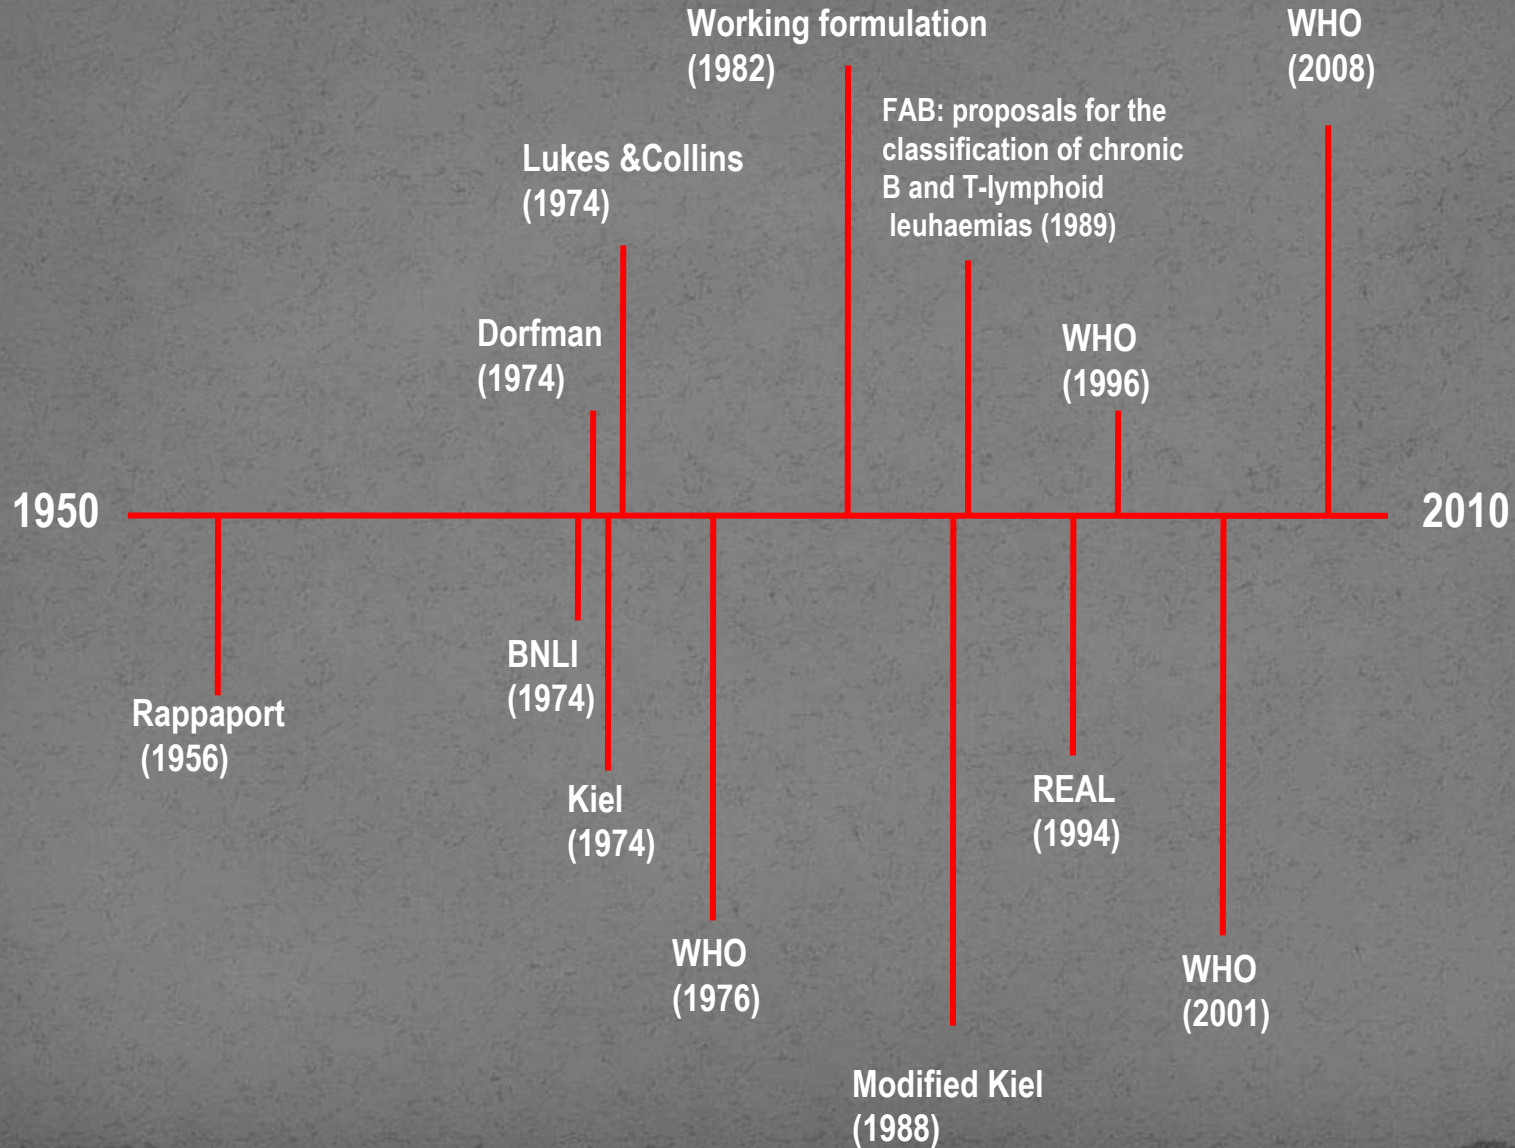 Working formulation
(1982)
WHO
(2008)
FAB: proposals for the
classification of chronic
B and T-lymphoid
leuhaemias (1989)
Lukes &Collins
(1974)
Dorfman
(1974)
WHO
(1996)
1950
2010
BNLI
(1974)
Rappaport
(1956)
Kiel
(1974)
REAL
(1994)
WHO
(1976)
WHO
(2001)
Modified Kiel
(1988)